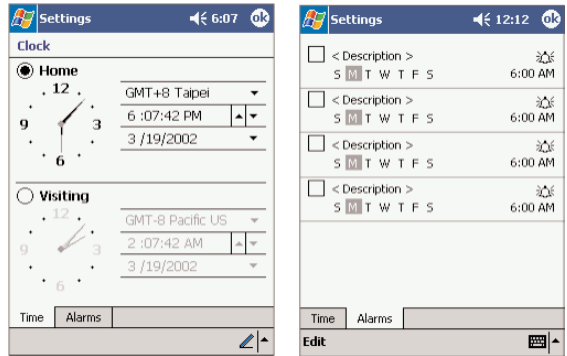 Settings 6:07 ok
Clock
Home
12
9 3
6
GMT+8 Taipei
6 :07:42 PM
3 /19/2002
Visiting
12
9 3
6
GMT-8 Pacific US
2 :07:42 AM
3 /19/2002
Time Alarms
Settings 12:12 ok
< Description >
S M T W T F S 6:00 AM
< Description >
S M T W T F S 6:00 AM
< Description >
S M T W T F S 6:00 AM
< Description >
S M T W T F S 6:00 AM
Time Alarms
Edit